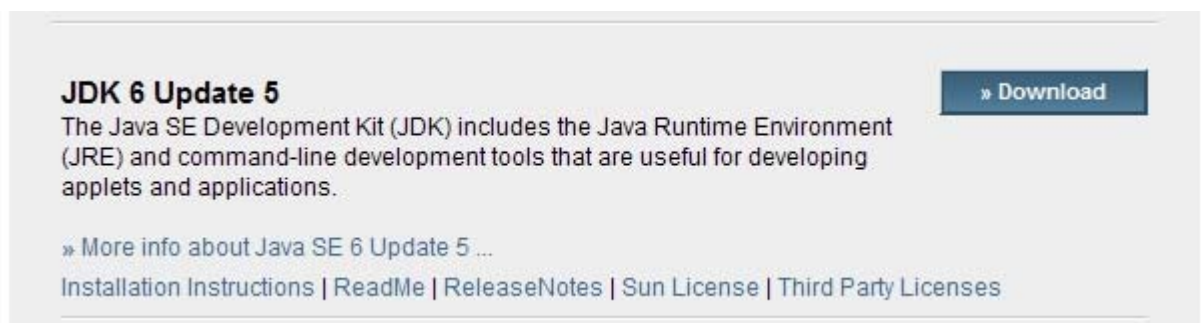 JDK 6 Update 5
» Download
The Java SE Development Kit (JDK) includes the Java Runtime Environment
(JRE) and command-line development tools that are useful for developing
applets and applications.
» More info about Java SE 6 Update 5 ...
Installation Instructions | ReadMe | ReleaseNotes | Sun License | Third Party Licenses